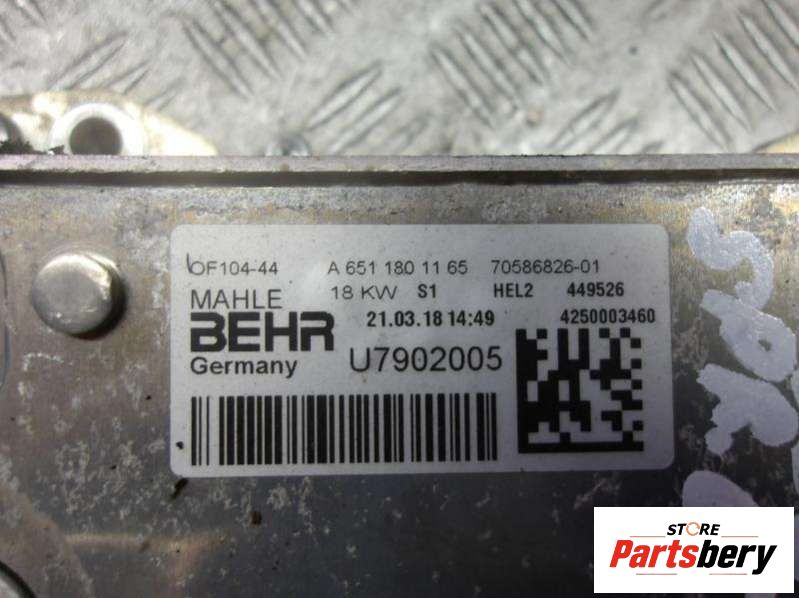 OF104-44 A 651 180 11 65 70586826-01
MAHLE 18 KW S1 HEL2 449526
BEHR 21.03.18 14:49 4250003460
Germany U7902005
STORE
Partsbery